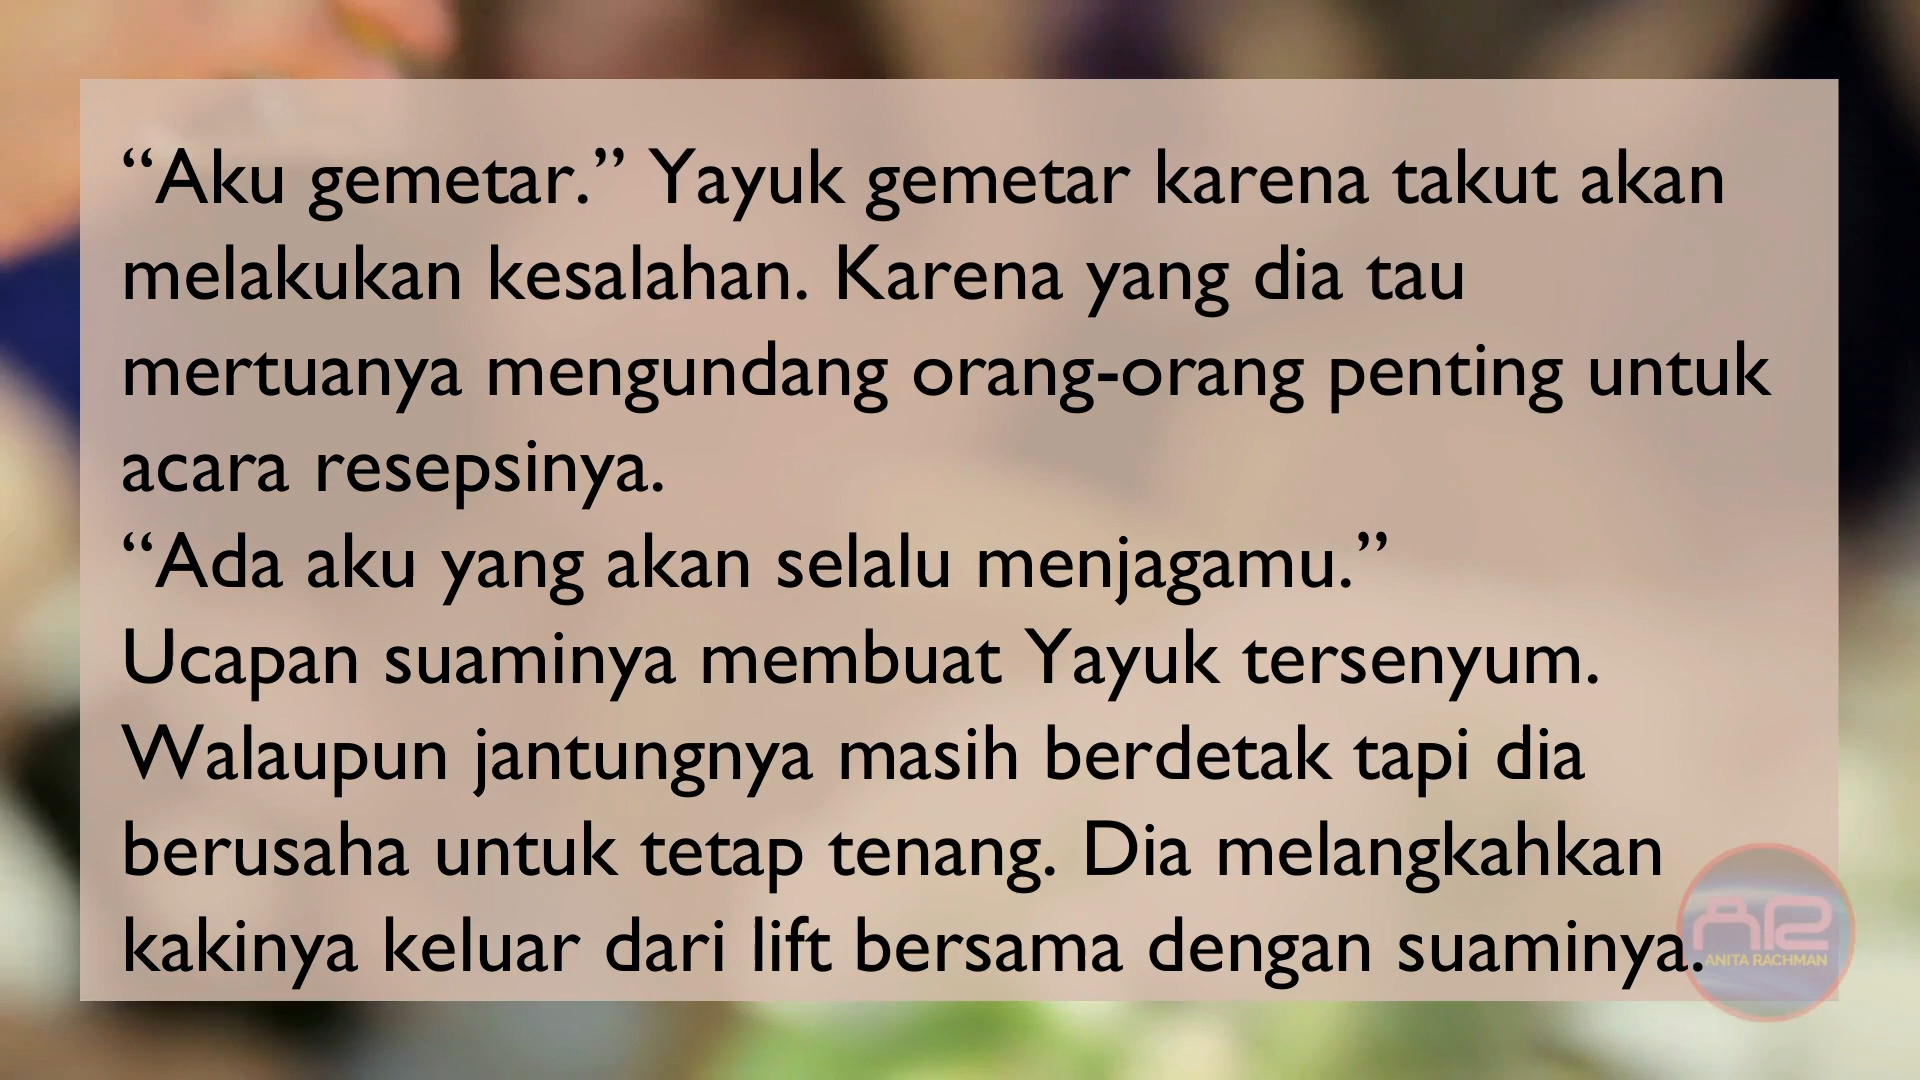 “Aku gemetar.” Yayuk gemetar karena takut akan
melakukan kesalahan. Karena yang dia tau
mertuanya mengundang orang-orang penting untuk
acara resepsinya.
“Ada aku yang akan selalu menjagamu.”
Ucapan suaminya membuat Yayuk tersenyum.
Walaupun jantungnya masih berdetak tapi dia
berusaha untuk tetap tenang. Dia melangkahkan
kakinya keluar dari lift bersama dengan suaminya.
AR
ANITA RACHMAN